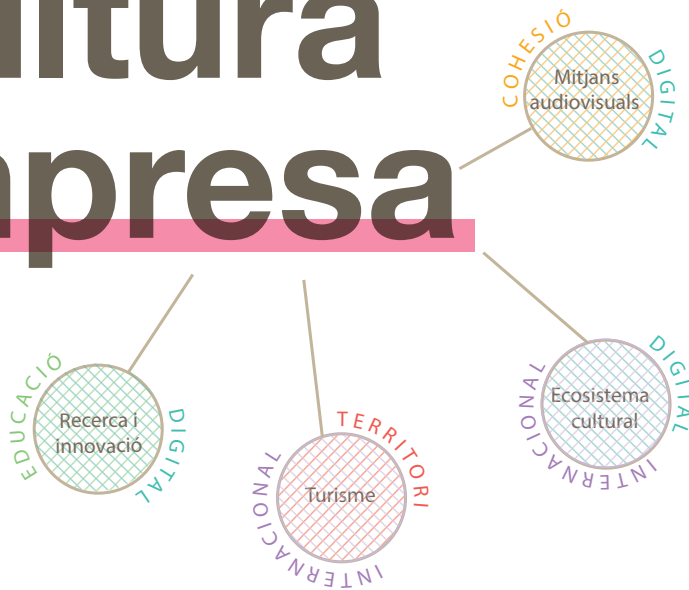 ltura
presa
COHESIÓ
DIGITAL
Mitjans
audiovisuals
EDUCACIÓ
DIGITAL
Recerca i
innovació
TERRITORI
INTERNACIONAL
Turisme
DIGITAL
INTERNACIONAL
Ecosistema
cultural